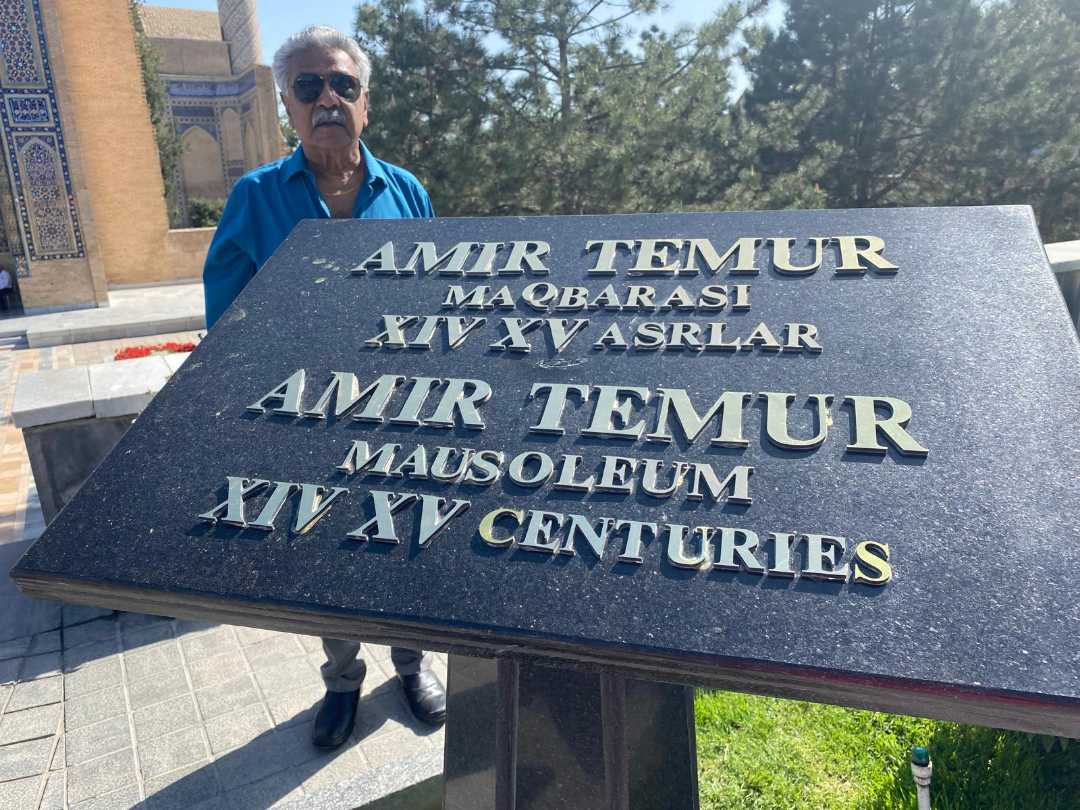 AMIR TEMUR
MAQBARASI
XIV XV ASRLAR
AMIR TEMUR
MAUSOLEUM
XIV XV CENTURIES